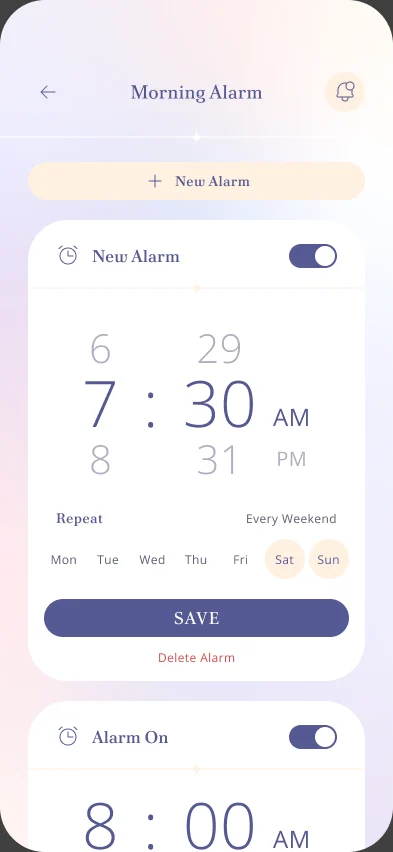 Morning Alarm
New Alarm
New Alarm
6 29
7 : 30 AM
8 31 PM
Repeat Every Weekend
Mon Tue Wed Thu Fri Sat Sun
SAVE
Delete Alarm
Alarm On
8 : 00 AM